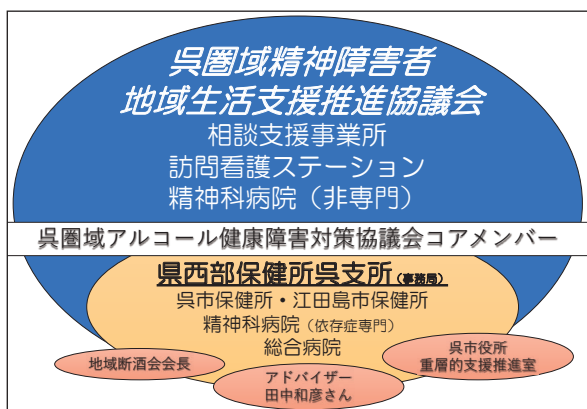 呉圏域精神障害者
地域生活支援推進協議会
相談支援事業所
訪問看護ステーション
精神科病院（非専門）
呉圏域アルコール健康障害対策協議会コアメンバー
県西部保健所呉支所（事務局）
呉市保健所・江田島市保健所
精神科病院（依存症専門）
総合病院
地域断酒会会長
アドバイザー
田中和彦さん
呉市役所
重層的支援推進室